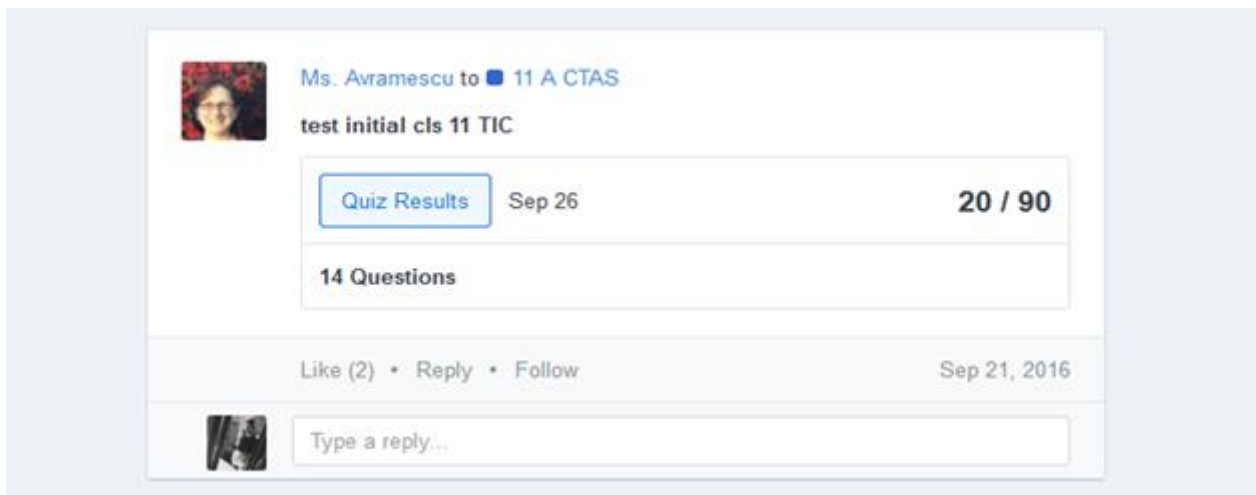 Ms. Avramescu to 11 A CTAS
test initial cls 11 TIC
Quiz Results Sep 26 20 / 90
14 Questions
Like (2) • Reply • Follow Sep 21, 2016
Type a reply...